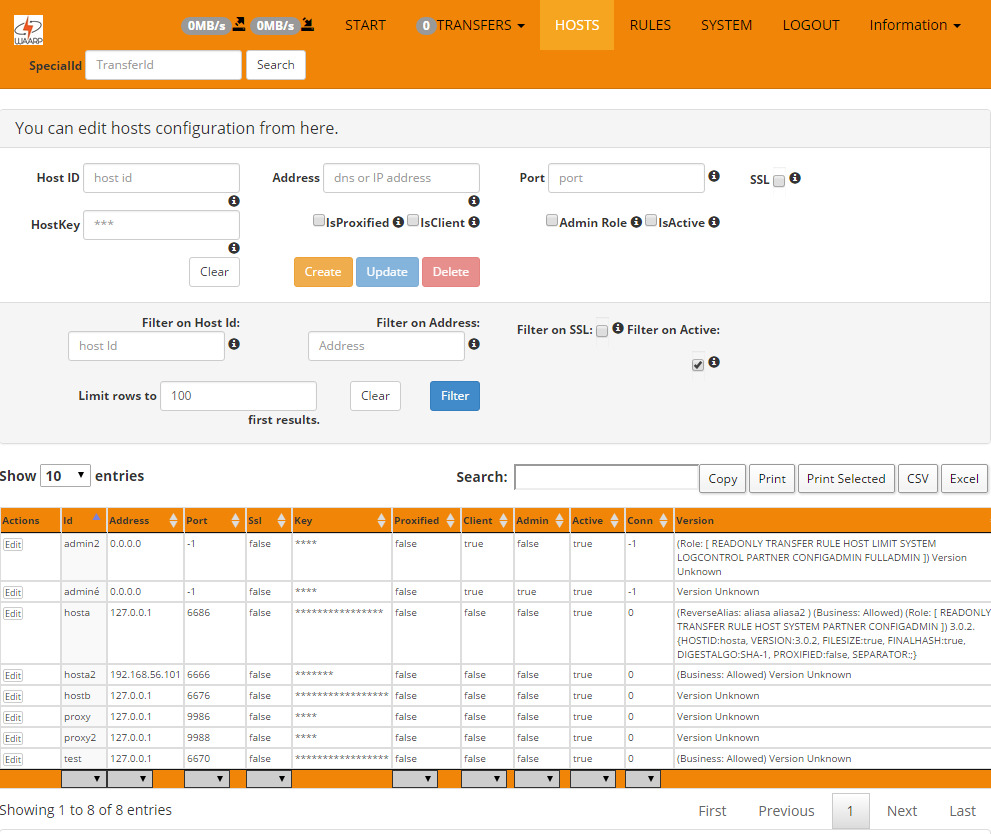 WAARP
0MB/s 0MB/s START 0 TRANSFERS HOSTS RULES SYSTEM LOGOUT Information
SpecialId TransferId Search
You can edit hosts configuration from here.
Host ID host id Address dns or IP address Port port SSL
HostKey *** IsProxified IsClient Admin Role IsActive
Clear Create Update Delete
Filter on Host Id: Filter on Address: Filter on SSL: Filter on Active:
host Id Address
Limit rows to 100 Clear Filter
first results.
Show 10 entries Search: Copy Print Print Selected CSV Excel
Actions Id Address Port Ssl Key Proxified Client Admin Active Conn Version
Edit admin2 0.0.0.0 -1 false **** false true false true -1 (Role: [ READONLY TRANSFER RULE HOST LIMIT SYSTEM
LOGCONTROL PARTNER CONFIGADMIN FULLADMIN ]) Version
Unknown
Edit adminé 0.0.0.0 -1 false **** false true true true -1 Version Unknown
Edit hosta 127.0.0.1 6686 false **************** false false false true 0 (ReverseAlias: aliasa aliasa2 ) (Business: Allowed) (Role: [ READONLY
TRANSFER RULE HOST SYSTEM PARTNER CONFIGADMIN ]) 3.0.2.
{HOSTID:hosta, VERSION:3.0.2, FILESIZE:true, FINALHASH:true,
DIGESTALGO:SHA-1, PROXIFIED:false, SEPARATOR:;}
Edit hosta2 192.168.56.101 6666 false ******* false false false true 0 (Business: Allowed) Version Unknown
Edit hostb 127.0.0.1 6676 false ***************** false false false true 0 Version Unknown
Edit proxy 127.0.0.1 9986 false **** false false false true 0 Version Unknown
Edit proxy2 127.0.0.1 9988 false **** false false false true 0 Version Unknown
Edit test 127.0.0.1 6670 false ***************** false false false true 0 (Business: Allowed) Version Unknown
Showing 1 to 8 of 8 entries First Previous 1 Next Last